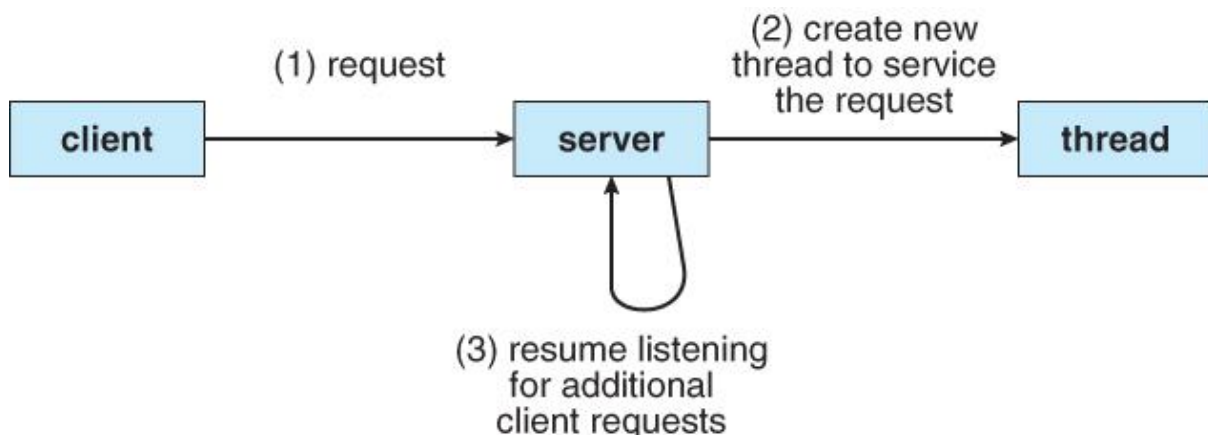 (1) request
(2) create new
thread to service
the request
client
server
thread
(3) resume listening
for additional
client requests